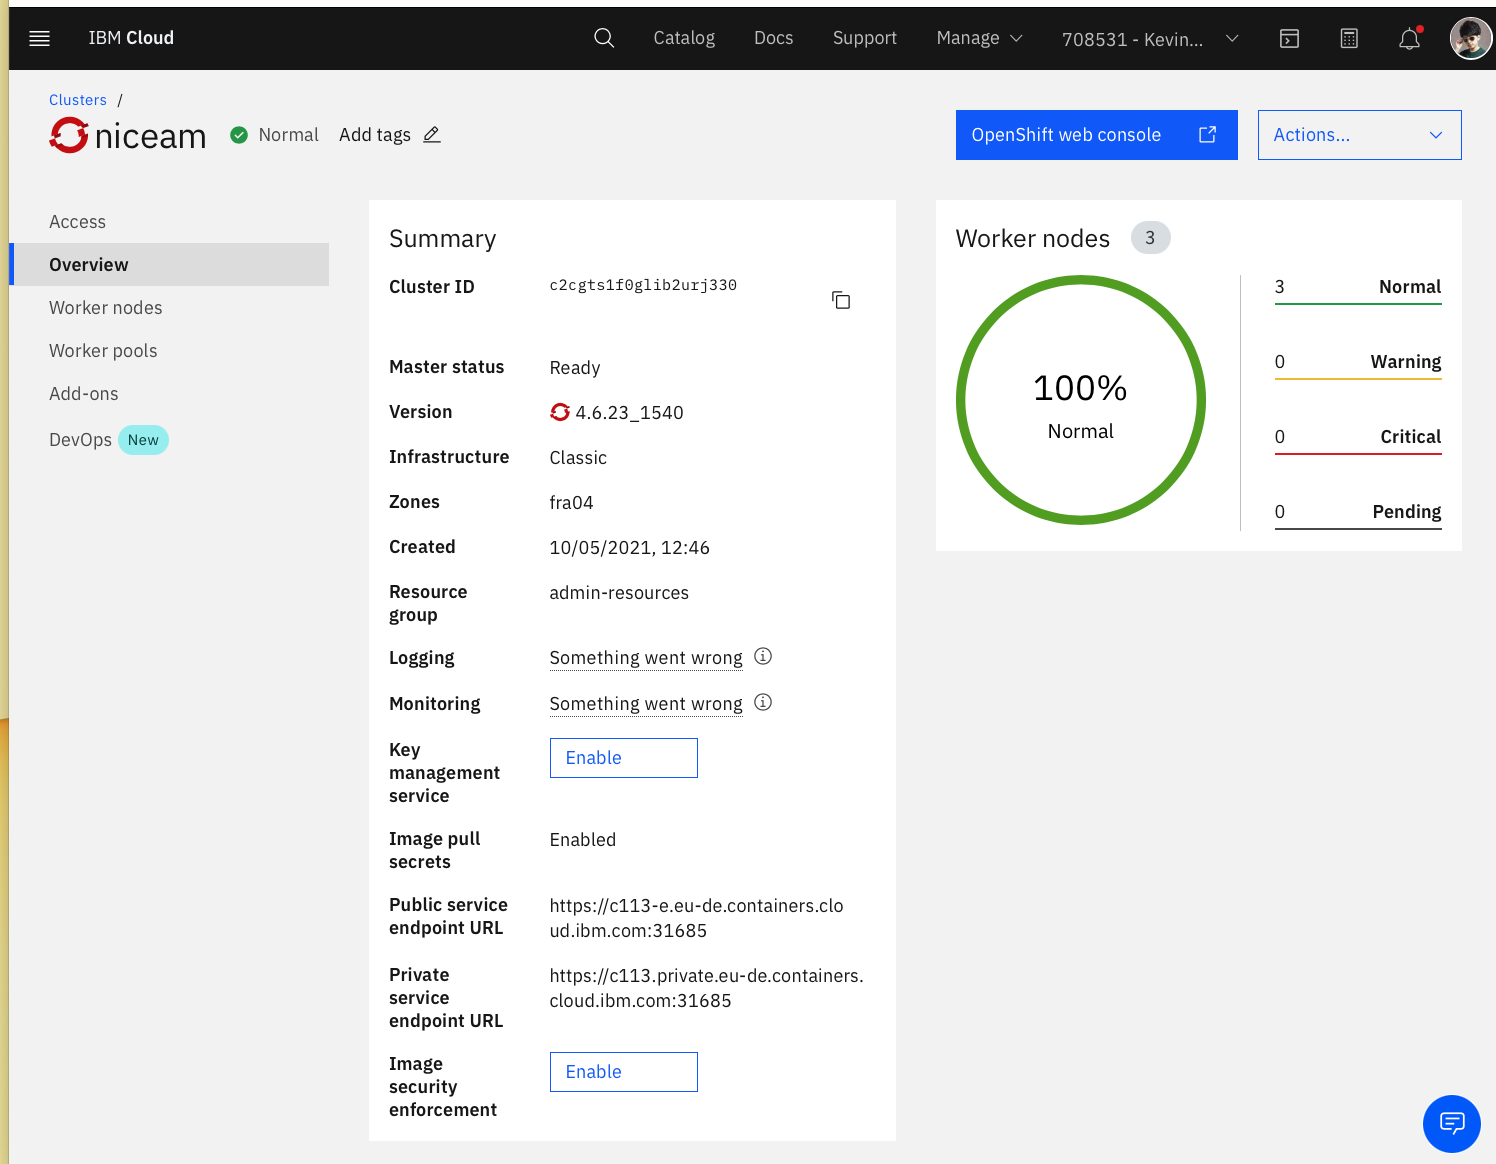 IBM Cloud
Catalog
Docs
Support
Manage
708531 - Kevin...
Clusters /
niceam
Normal
Add tags
OpenShift web console
Actions...
Access
Overview
Worker nodes
Worker pools
Add-ons
DevOps New
Summary
Cluster ID
c2cgts1f0glib2urj330
Master status
Ready
Version
4.6.23_1540
Infrastructure
Classic
Zones
fra04
Created
10/05/2021, 12:46
Resource
group
admin-resources
Logging
Something went wrong
Monitoring
Something went wrong
Key
management
service
Enable
Image pull
secrets
Enabled
Public service
endpoint URL
https://c113-e.eu-de.containers.clo
ud.ibm.com:31685
Private
service
endpoint URL
https://c113.private.eu-de.containers.
cloud.ibm.com:31685
Image
security
enforcement
Enable
Worker nodes 3
100%
Normal
3 Normal
0 Warning
0 Critical
0 Pending